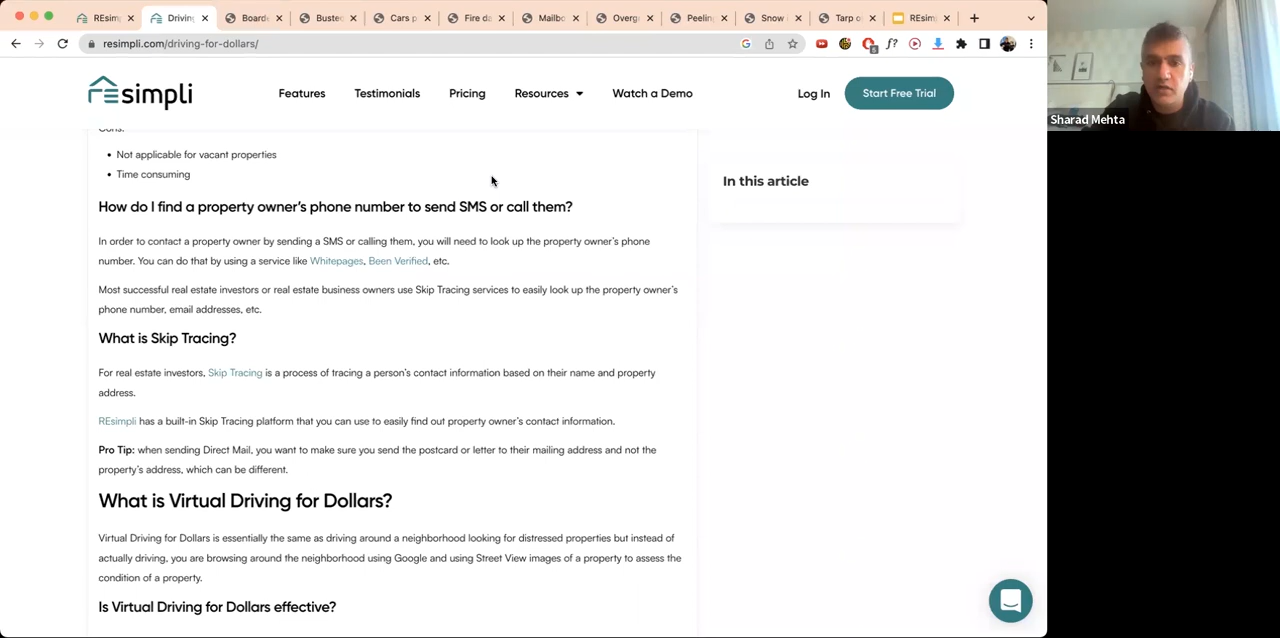 REsim
Drivin
Board
Busted
Cars p
Fire da
Mailbo
Overg
Peelin
Snow
Tarp o
REsim
resimpli.com/driving-for-dollars/
REsimpli
Features
Testimonials
Pricing
Resources
Watch a Demo
Log In
Start Free Trial
Sharad Mehta
Cons:
Not applicable for vacant properties
Time consuming
In this article
How do I find a property owner's phone number to send SMS or call them?
In order to contact a property owner by sending a SMS or calling them, you will need to look up the property owner's phone
number. You can do that by using a service like Whitepages, Been Verified, etc.
Most successful real estate investors or real estate business owners use Skip Tracing services to easily look up the property owner's
phone number, email addresses, etc.
What is Skip Tracing?
For real estate investors, Skip Tracing is a process of tracing a person's contact information based on their name and property
address.
REsimpli has a built-in Skip Tracing platform that you can use to easily find out property owner's contact information.
Pro Tip: when sending Direct Mail, you want to make sure you send the postcard or letter to their mailing address and not the
property's address, which can be different.
What is Virtual Driving for Dollars?
Virtual Driving for Dollars is essentially the same as driving around a neighborhood looking for distressed properties but instead of
actually driving, you are browsing around the neighborhood using Google and using Street View images of a property to assess the
condition of a property.
Is Virtual Driving for Dollars effective?